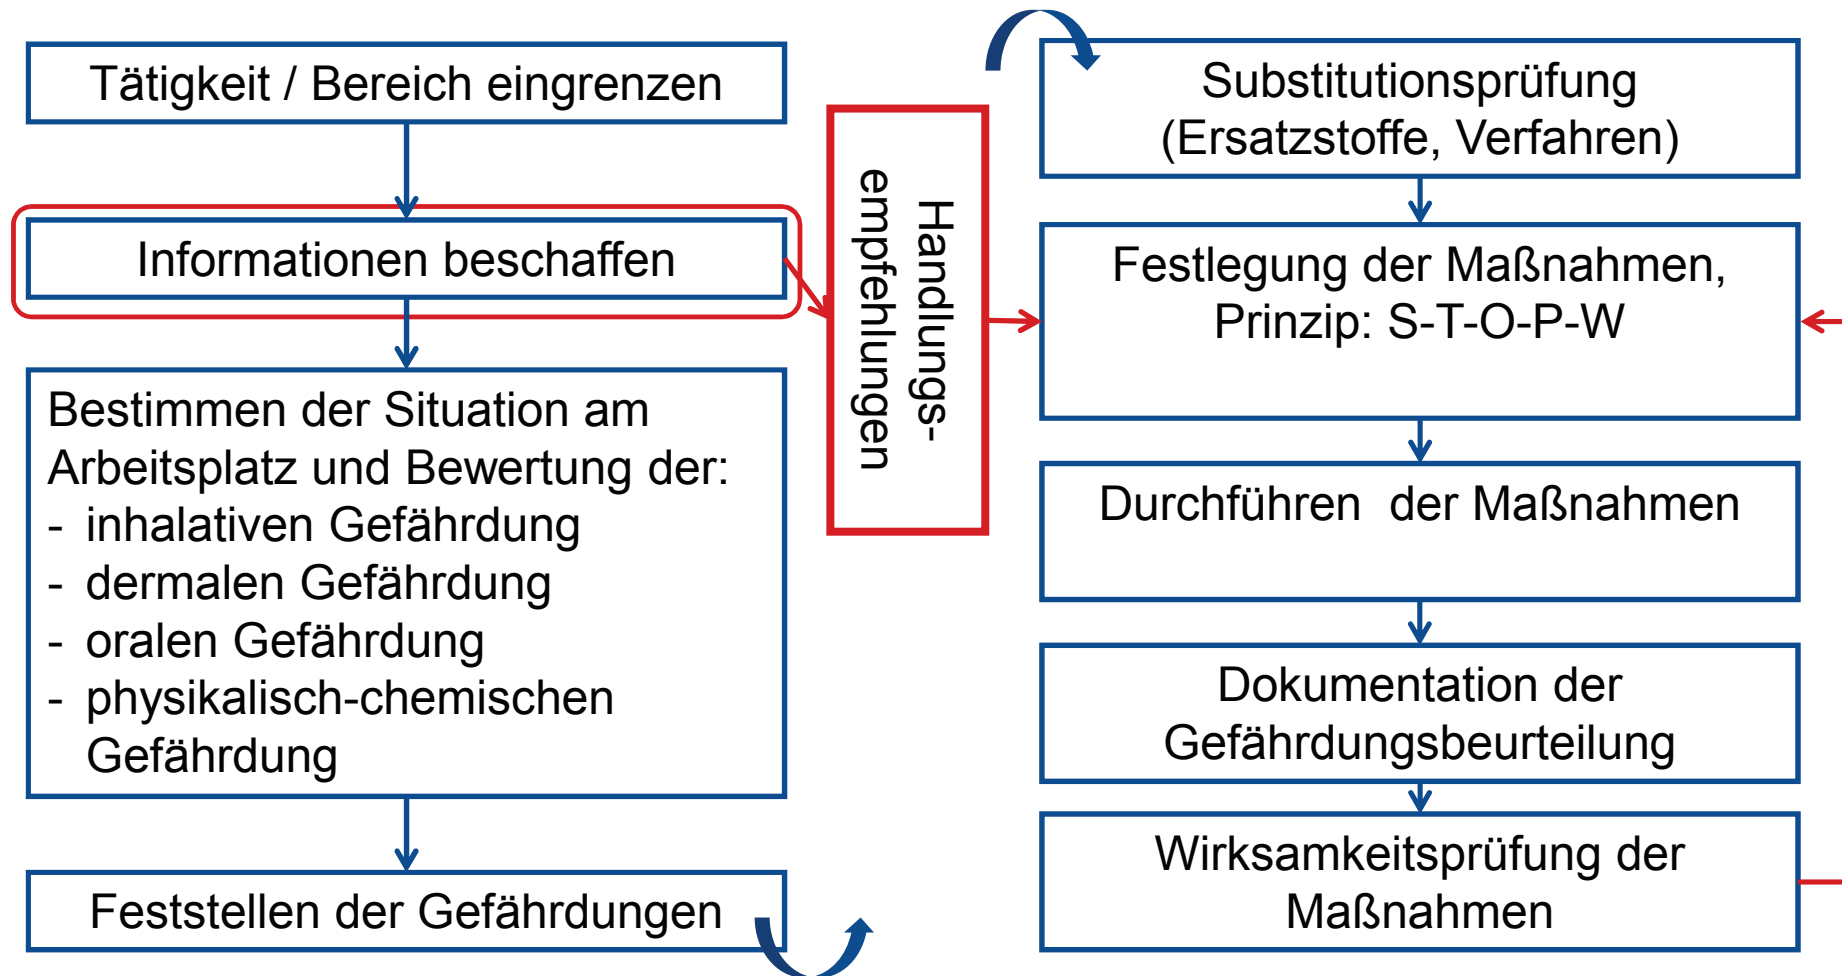 Tätigkeit / Bereich eingrenzen
Informationen beschaffen
Bestimmen der Situation am
Arbeitsplatz und Bewertung der:
- inhalativen Gefährdung
- dermalen Gefährdung
- oralen Gefährdung
- physikalisch-chemischen
Gefährdung
Feststellen der Gefährdungen
Handlungs-
empfehlungen
Substitutionsprüfung
(Ersatzstoffe, Verfahren)
Festlegung der Maßnahmen,
Prinzip: S-T-O-P-W
Durchführen der Maßnahmen
Dokumentation der
Gefährdungsbeurteilung
Wirksamkeitsprüfung der
Maßnahmen